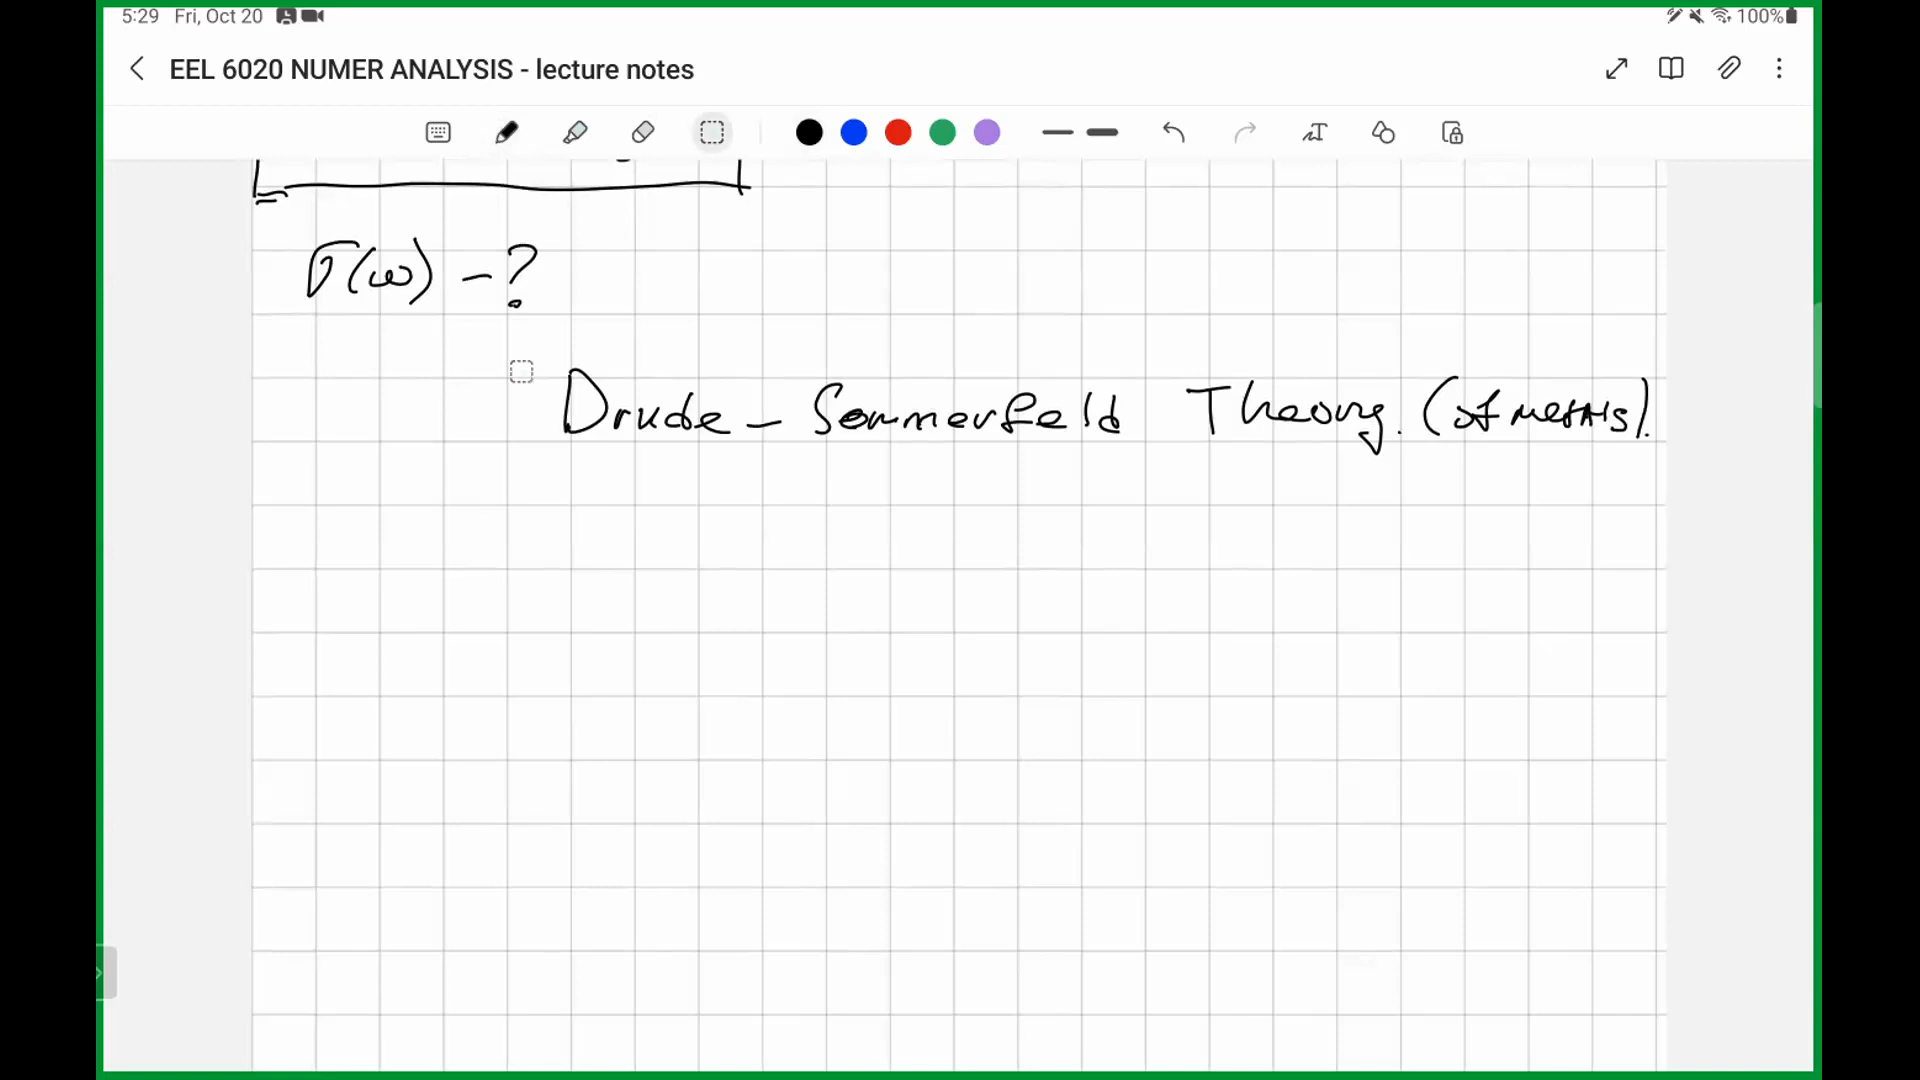 5:29 Fri, Oct 20 100%
EEL 6020 NUMER ANALYSIS - lecture notes
σ(ω) - ?
Drude - Sommerfeld Theory. (of metals).